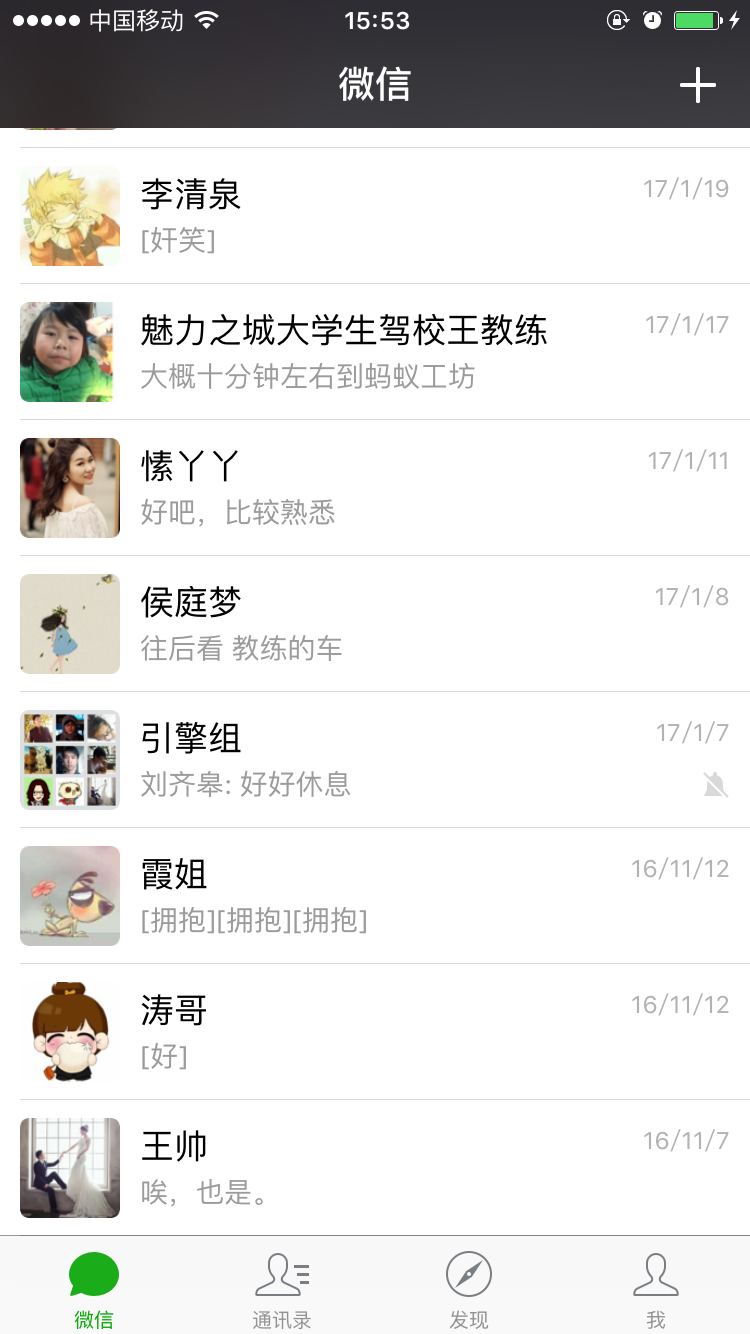 中国移动 15:53
微信
李清泉 17/1/19
[奸笑]
魅力之城大学生驾校王教练 17/1/17
大概十分钟左右到蚂蚁工坊
愫丫丫 17/1/11
好吧，比较熟悉
侯庭梦 17/1/8
往后看 教练的车
引擎组 17/1/7
刘齐皋: 好好休息
霞姐 16/11/12
[拥抱][拥抱][拥抱]
涛哥 16/11/12
[好]
王帅 16/11/7
唉，也是。
微信 通讯录 发现 我